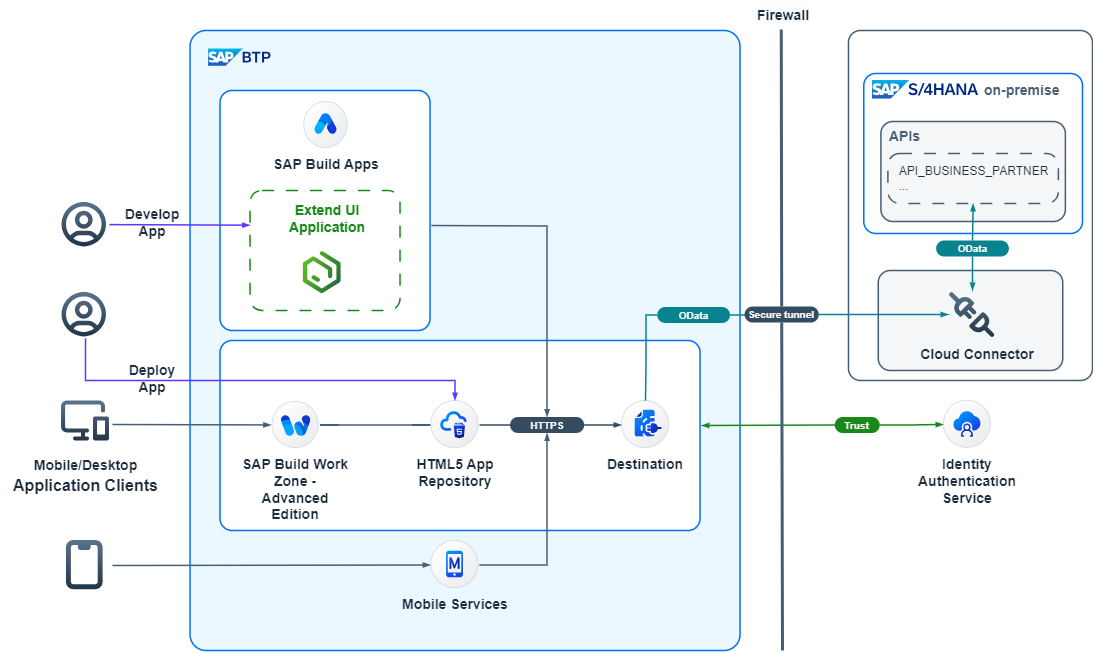 Firewall
SAP BTP
SAP S/4HANA on-premise
APIs
API_BUSINESS_PARTNER
...
SAP Build Apps
Extend UI
Application
Develop
App
OData
OData
Secure tunnel
Cloud Connector
Deploy
App
HTTPS
Trust
5
M
Mobile/Desktop
Application Clients
SAP Build Work
Zone -
Advanced
Edition
HTML5 App
Repository
Destination
Identity
Authentication
Service
Mobile Services